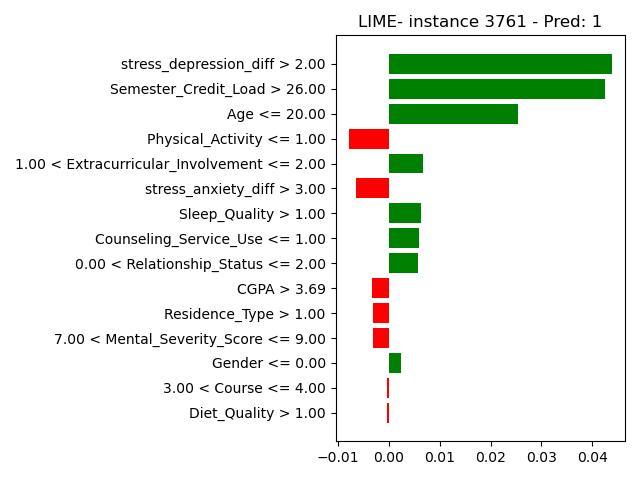 LIME- instance 3761 - Pred: 1
stress_depression_diff > 2.00
Semester_Credit_Load > 26.00
Age <= 20.00
Physical_Activity <= 1.00
1.00 < Extracurricular_Involvement <= 2.00
stress_anxiety_diff > 3.00
Sleep_Quality > 1.00
Counseling_Service_Use <= 1.00
0.00 < Relationship_Status <= 2.00
CGPA > 3.69
Residence_Type > 1.00
7.00 < Mental_Severity_Score <= 9.00
Gender <= 0.00
3.00 < Course <= 4.00
Diet_Quality > 1.00
−0.01 0.00 0.01 0.02 0.03 0.04